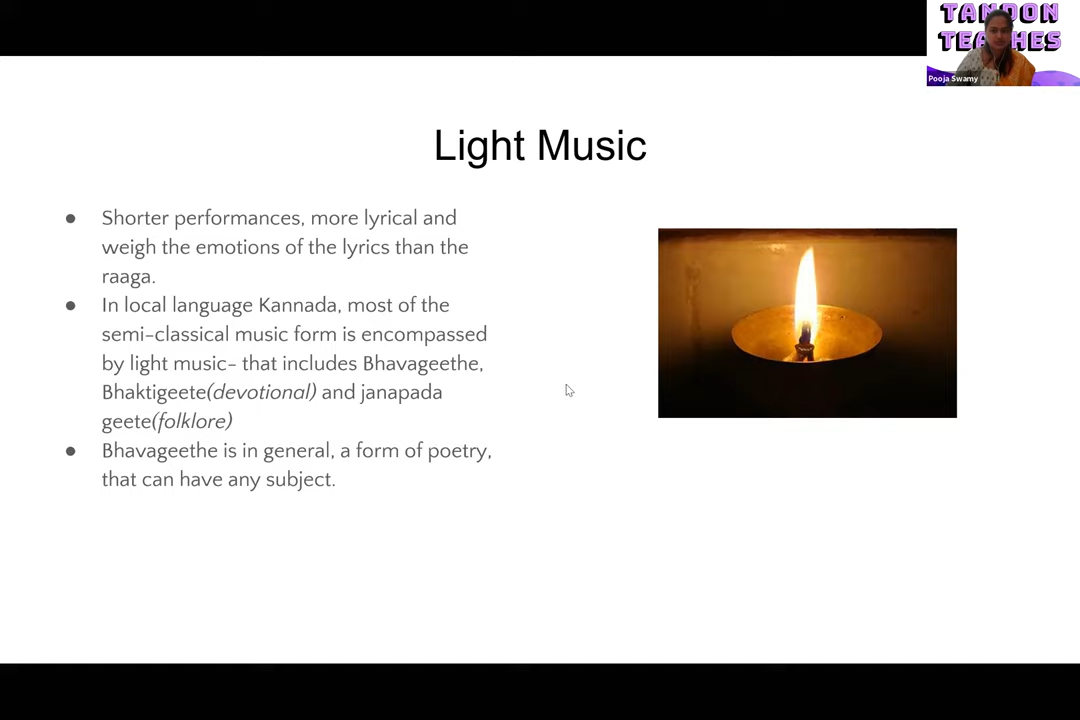 TANDON
TEACHES
Pooja Swamy
Light Music
● Shorter performances, more lyrical and
weigh the emotions of the lyrics than the
raaga.
● In local language Kannada, most of the
semi-classical music form is encompassed
by light music- that includes Bhavageethe,
Bhaktigeete(devotional) and janapada
geete(folklore)
● Bhavageethe is in general, a form of poetry,
that can have any subject.